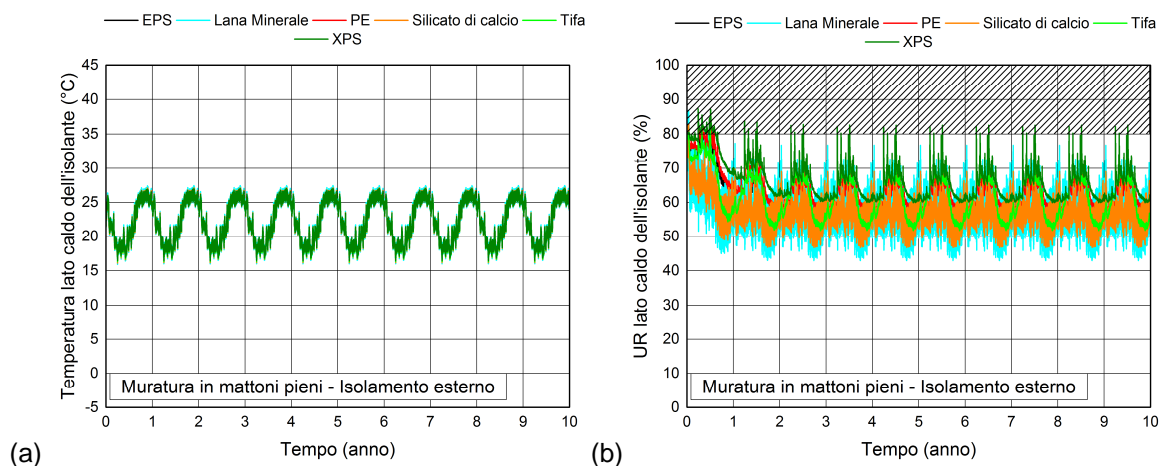 EPS Lana Minerale PE Silicato di calcio Tifa
XPS
Temperatura lato caldo dell'isolante (°C)
45
40
35
30
25
20
15
10
5
0
-5
Muratura in mattoni pieni - Isolamento esterno
0 1 2 3 4 5 6 7 8 9 10
Tempo (anno)
(a)
EPS Lana Minerale PE Silicato di calcio Tifa
XPS
UR lato caldo dell'isolante (%)
100
90
80
70
60
50
40
30
20
10
0
Muratura in mattoni pieni - Isolamento esterno
0 1 2 3 4 5 6 7 8 9 10
Tempo (anno)
(b)